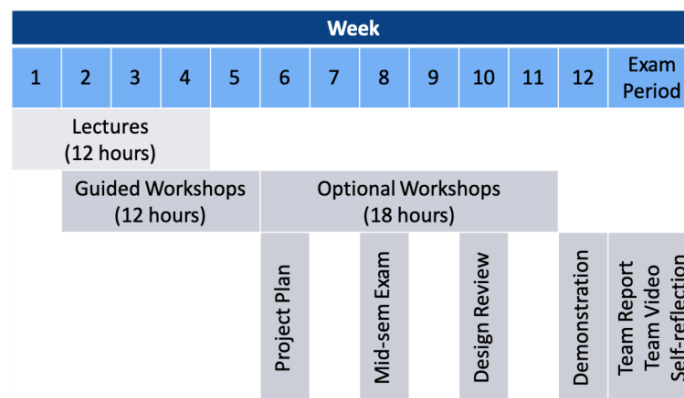 Week
1 2 3 4 5 6 7 8 9 10 11 12 Exam
Period
Lectures
(12 hours)
Guided Workshops
(12 hours)
Optional Workshops
(18 hours)
Project Plan
Mid-sem Exam
Design Review
Demonstration
Team Report
Team Video
Self-reflection